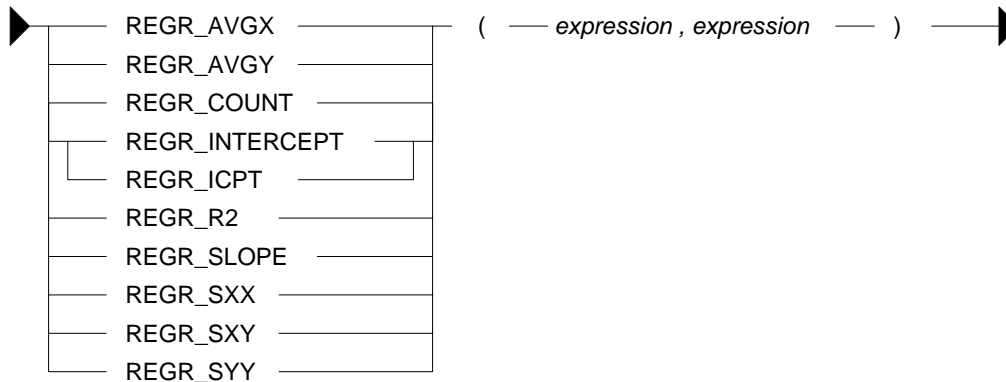 REGR_AVGX ( expression , expression )
REGR_AVGY
REGR_COUNT
REGR_INTERCEPT
REGR_ICPT
REGR_R2
REGR_SLOPE
REGR_SXX
REGR_SXY
REGR_SYY